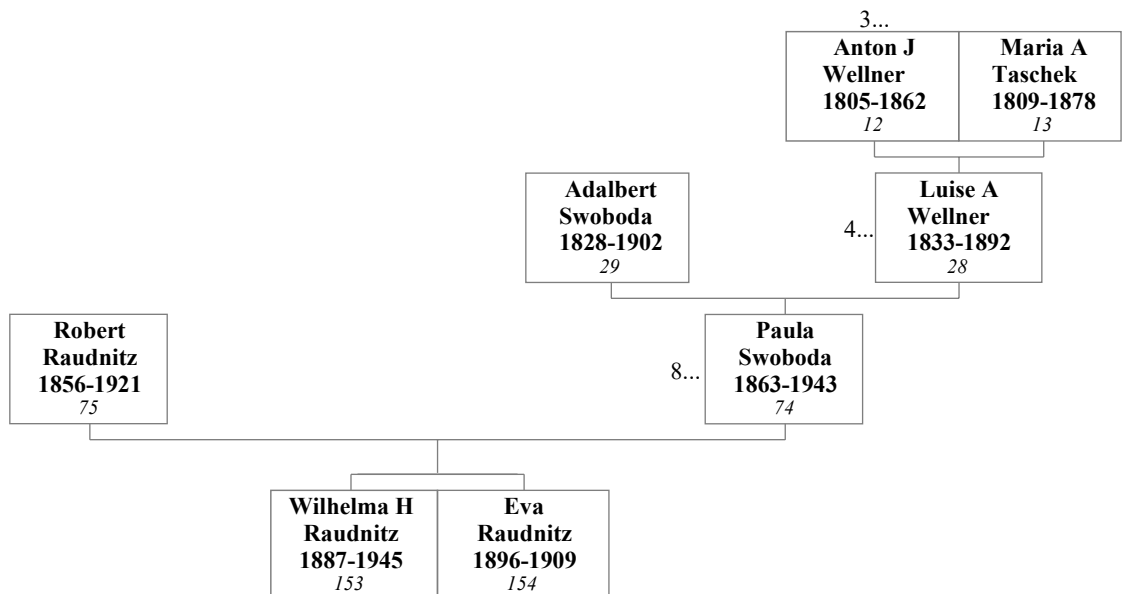 3...
Anton J
Wellner
1805-1862
12
Maria A
Taschek
1809-1878
13
Adalbert
Swoboda
1828-1902
29
4...
Luise A
Wellner
1833-1892
28
Robert
Raudnitz
1856-1921
75
8...
Paula
Swoboda
1863-1943
74
Wilhelma H
Raudnitz
1887-1945
153
Eva
Raudnitz
1896-1909
154